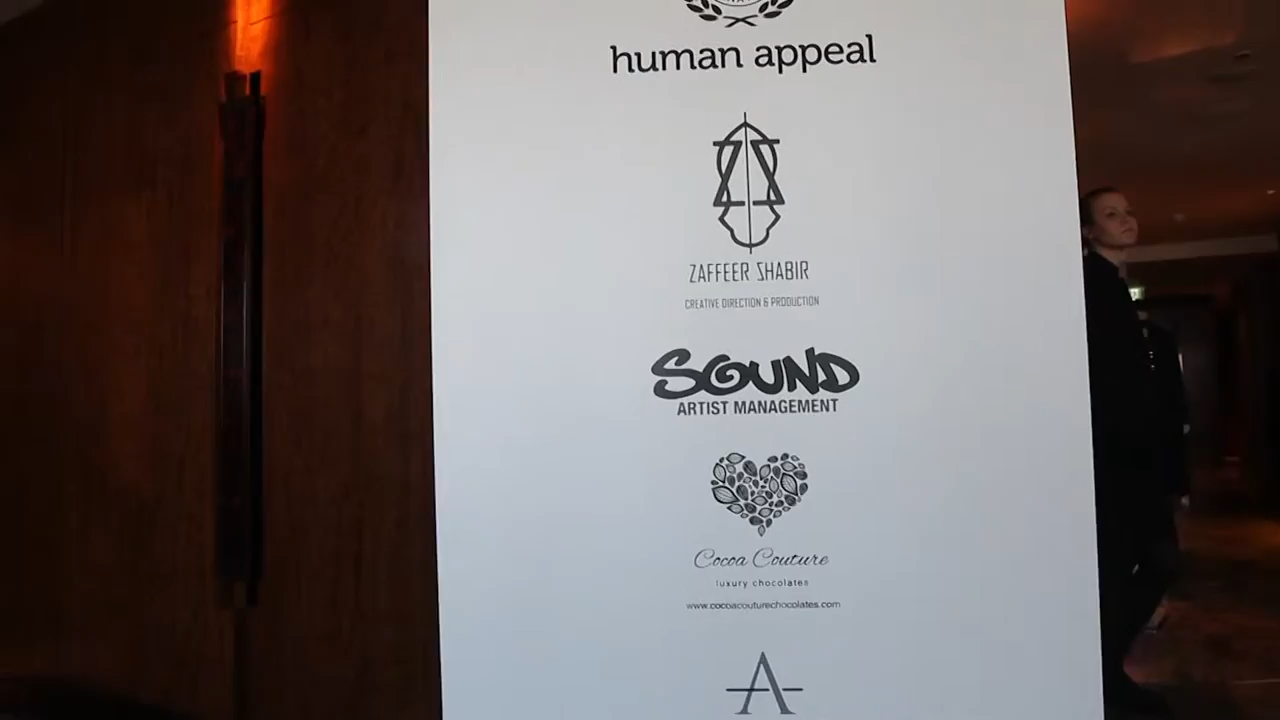 human appeal
ZAFFEER SHABIR
CREATIVE DIRECTION & PRODUCTION
SOUND
ARTIST MANAGEMENT
Cocoa Couture
luxury chocolates
www.cocoacouturechocolates.com
A